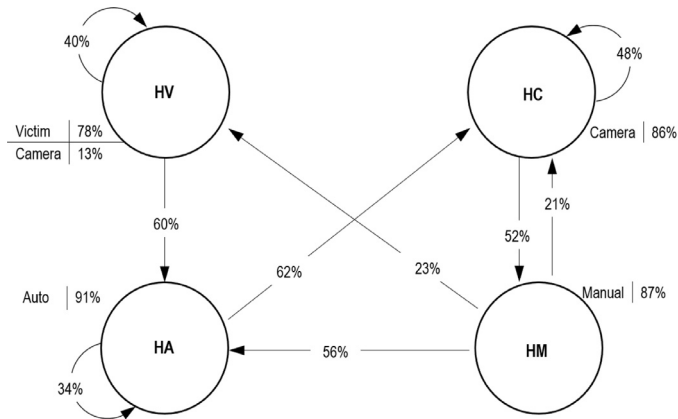 40%
48%
HV
HC
Victim 78%
Camera 13%
Camera 86%
60%
52%
21%
62%
23%
Auto 91%
Manual 87%
HA
56%
HM
34%